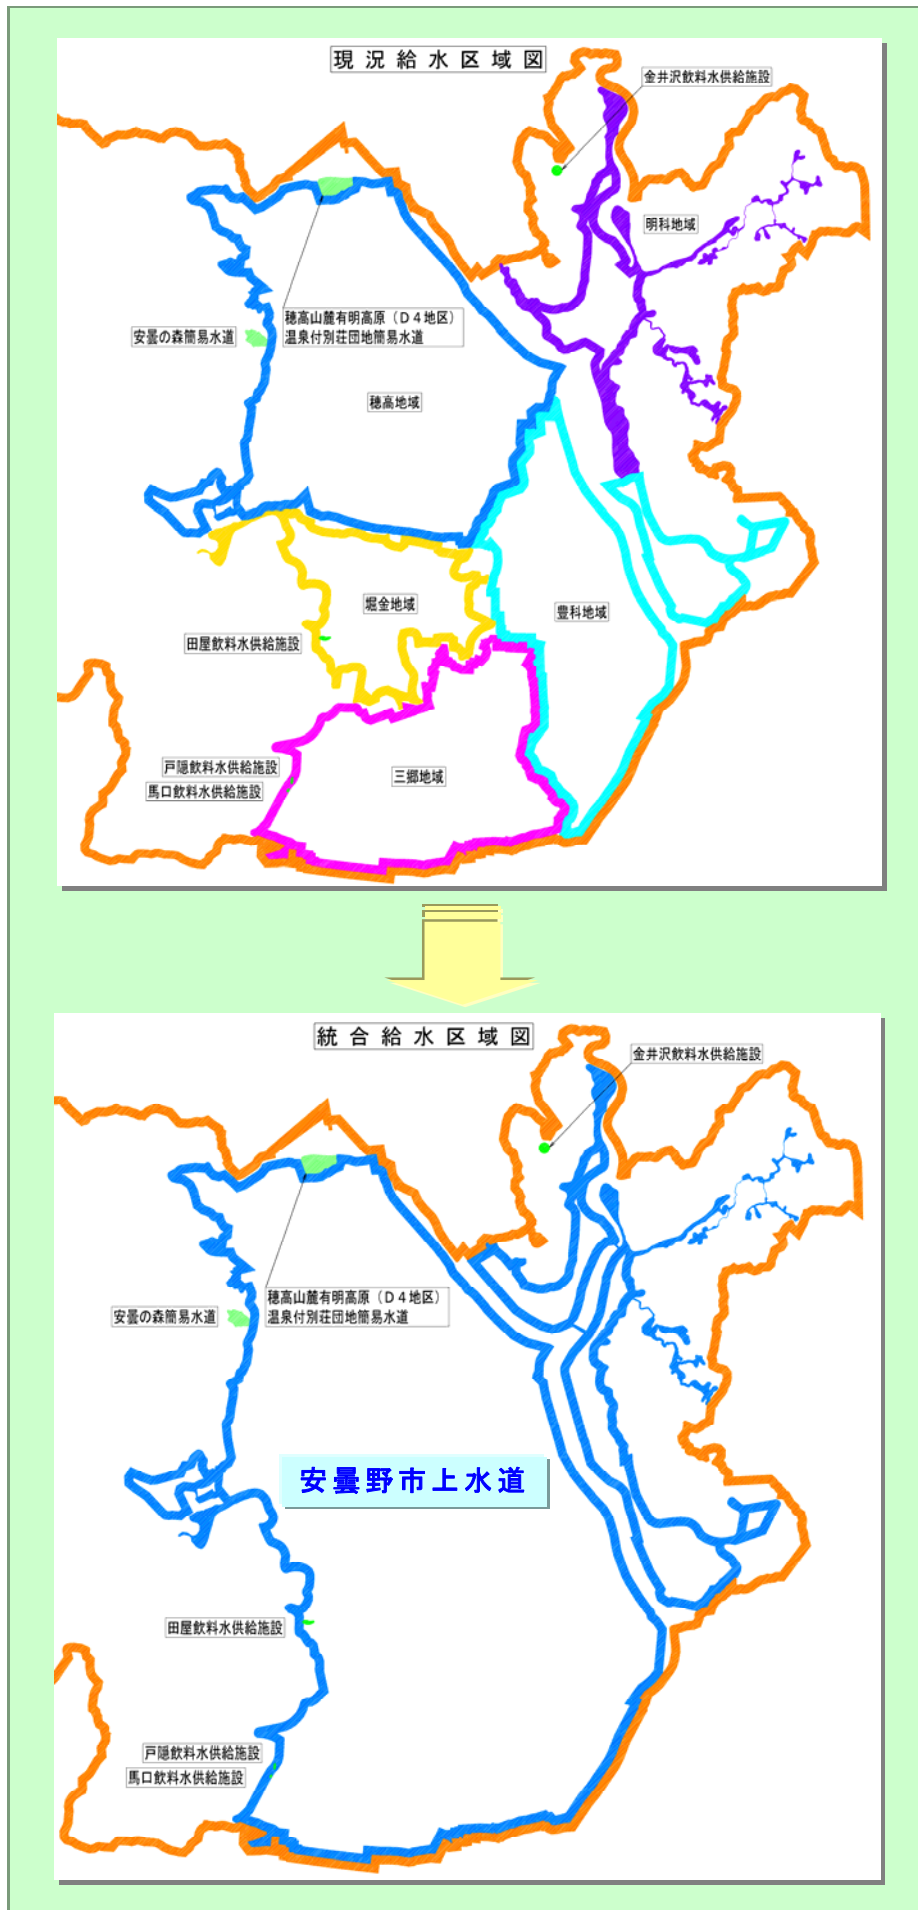 現況給水区域図
金井沢飲料水供給施設
明科地域
穂高山麓有明高原（D4地区）
温泉付別荘団地簡易水道
安曇の森簡易水道
穂高地域
堀金地域
豊科地域
田屋飲料水供給施設
戸隠飲料水供給施設
三郷地域
馬口飲料水供給施設
統合給水区域図
金井沢飲料水供給施設
穂高山麓有明高原（D4地区）
温泉付別荘団地簡易水道
安曇の森簡易水道
安曇野市上水道
田屋飲料水供給施設
戸隠飲料水供給施設
馬口飲料水供給施設